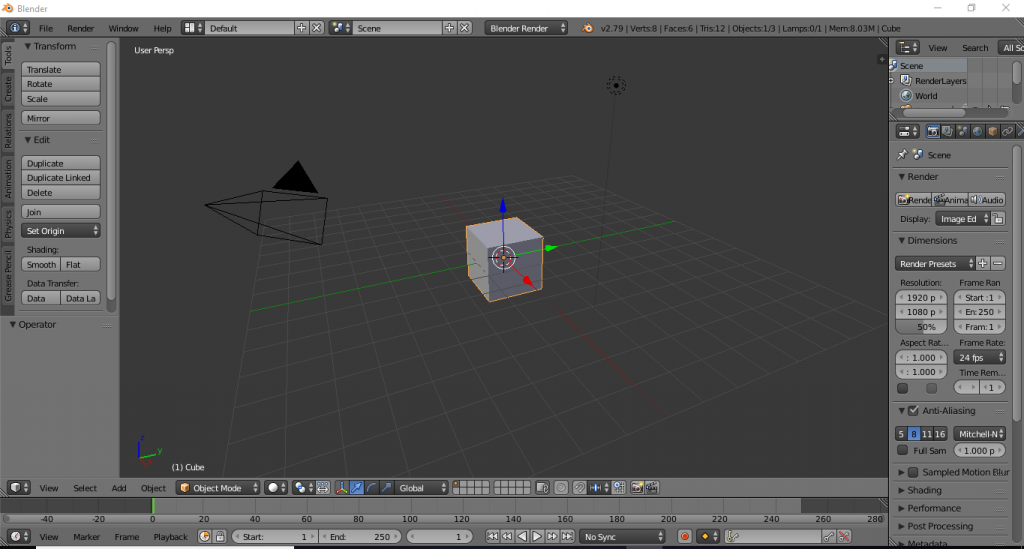 Blender
File Render Window Help Default Scene Blender Render v2.79 | Verts:8 | Faces:6 | Tris:12 | Objects:1/3 | Lamps:0/1 | Mem:8.03M | Cube
Tools
Create
Relations
Animation
Physics
Grease Pencil
Transform
Translate
Rotate
Scale
Mirror
Edit
Duplicate
Duplicate Linked
Delete
Join
Set Origin
Shading:
Smooth Flat
Data Transfer:
Data Data La
Operator
User Persp
z
y
(1) Cube
View Search All Sc
Scene
RenderLayers
World
Scene
Render
Rende Anima Audio
Display: Image Ed
Dimensions
Render Presets
Resolution: Frame Ran
1920 p Start :1
1080 p En: 250
50% Fram: 1
Aspect Rat... Frame Rate:
: 1.000 24 fps
: 1.000 Time Rem...
1
Anti-Aliasing
5 8 11 16 Mitchell-N
Full Sam 1.000 p
Sampled Motion Blur
Shading
Performance
Post Processing
Metadata
View Select Add Object Object Mode Global
-40 -20 0 20 40 60 80 100 120 140 160 180 200 220 240 260 280
View Marker Frame Playback Start: 1 End: 250 1 No Sync